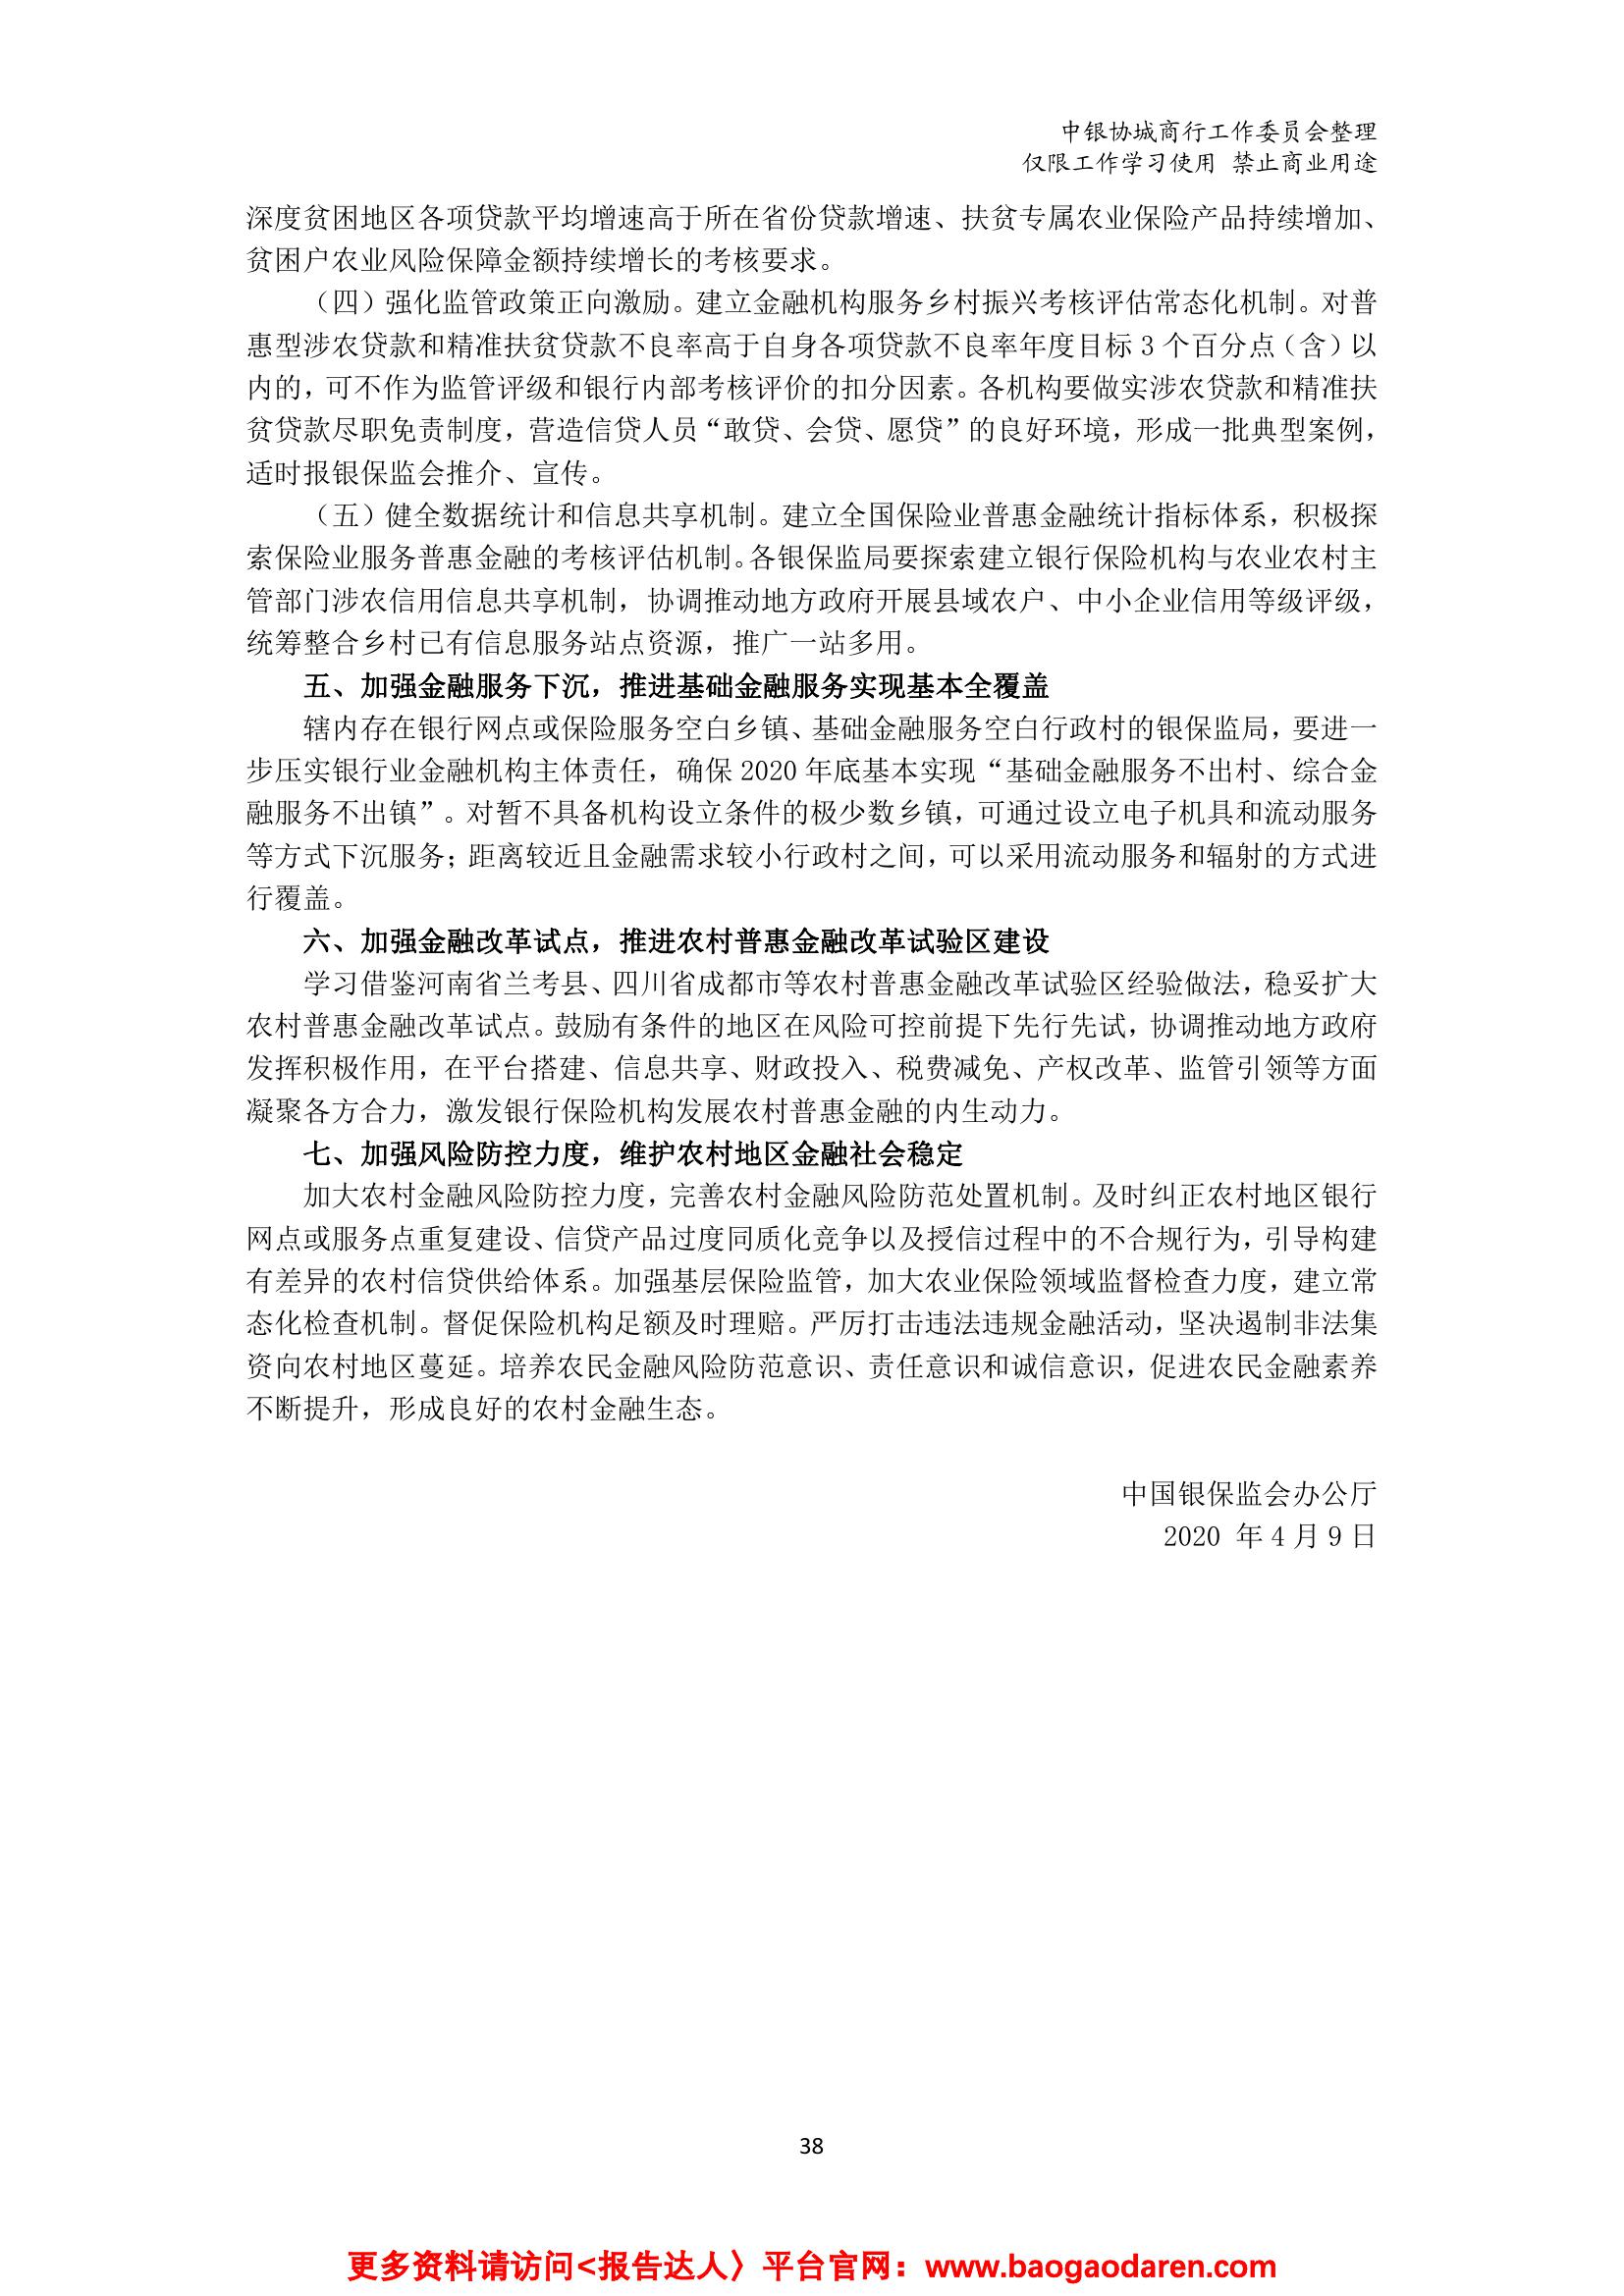 中银协城商行工作委员会整理
仅限工作学习使用 禁止商业用途
深度贫困地区各项贷款平均增速高于所在省份贷款增速、扶贫专属农业保险产品持续增加、
贫困户农业风险保障金额持续增长的考核要求。
（四）强化监管政策正向激励。建立金融机构服务乡村振兴考核评估常态化机制。对普
惠型涉农贷款和精准扶贫贷款不良率高于自身各项贷款不良率年度目标 3 个百分点（含）以
内的，可不作为监管评级和银行内部考核评价的扣分因素。各机构要做实涉农贷款和精准扶
贫贷款尽职免责制度，营造信贷人员“敢贷、会贷、愿贷”的良好环境，形成一批典型案例，
适时报银保监会推介、宣传。
（五）健全数据统计和信息共享机制。建立全国保险业普惠金融统计指标体系，积极探
索保险业服务普惠金融的考核评估机制。各银保监局要探索建立银行保险机构与农业农村主
管部门涉农信用信息共享机制，协调推动地方政府开展县域农户、中小企业信用等级评级，
统筹整合乡村已有信息服务站点资源，推广一站多用。
五、加强金融服务下沉，推进基础金融服务实现基本全覆盖
辖内存在银行网点或保险服务空白乡镇、基础金融服务空白行政村的银保监局，要进一
步压实银行业金融机构主体责任，确保 2020 年底基本实现“基础金融服务不出村、综合金
融服务不出镇”。对暂不具备机构设立条件的极少数乡镇，可通过设立电子机具和流动服务
等方式下沉服务；距离较近且金融需求较小行政村之间，可以采用流动服务和辐射的方式进
行覆盖。
六、加强金融改革试点，推进农村普惠金融改革试验区建设
学习借鉴河南省兰考县、四川省成都市等农村普惠金融改革试验区经验做法，稳妥扩大
农村普惠金融改革试点。鼓励有条件的地区在风险可控前提下先行先试，协调推动地方政府
发挥积极作用，在平台搭建、信息共享、财政投入、税费减免、产权改革、监管引领等方面
凝聚各方合力，激发银行保险机构发展农村普惠金融的内生动力。
七、加强风险防控力度，维护农村地区金融社会稳定
加大农村金融风险防控力度，完善农村金融风险防范处置机制。及时纠正农村地区银行
网点或服务点重复建设、信贷产品过度同质化竞争以及授信过程中的不合规行为，引导构建
有差异的农村信贷供给体系。加强基层保险监管，加大农业保险领域监督检查力度，建立常
态化检查机制。督促保险机构足额及时理赔。严厉打击违法违规金融活动，坚决遏制非法集
资向农村地区蔓延。培养农民金融风险防范意识、责任意识和诚信意识，促进农民金融素养
不断提升，形成良好的农村金融生态。
中国银保监会办公厅
2020 年 4 月 9 日
38
更多资料请访问<报告达人〉平台官网：www.baogaodaren.com